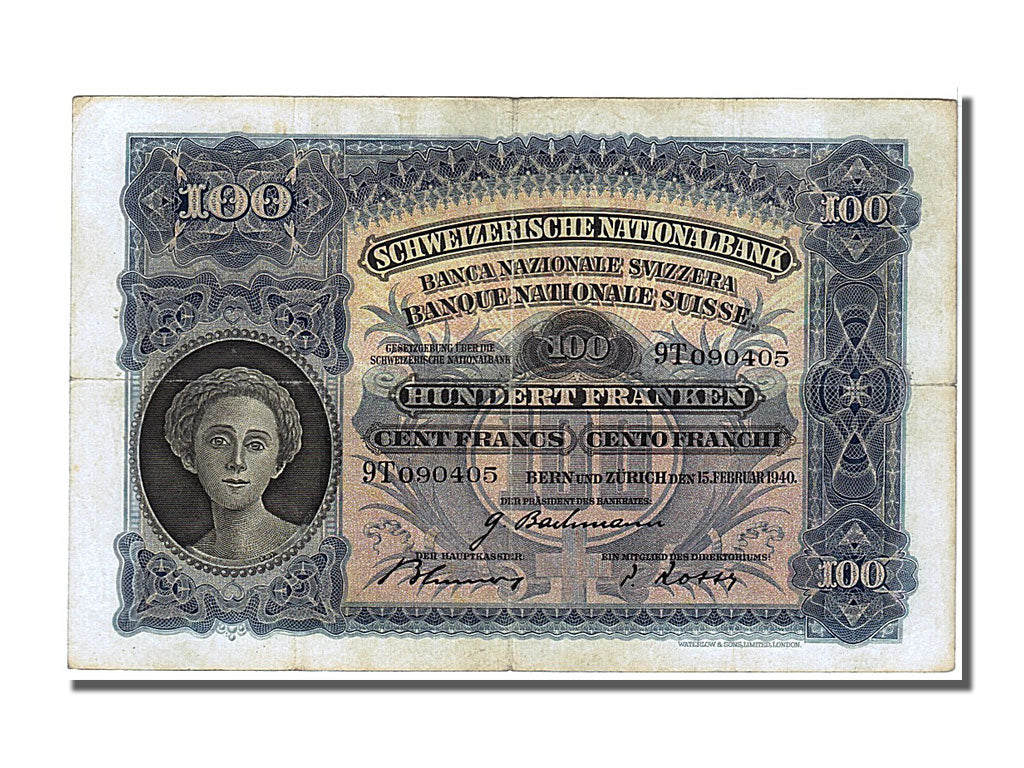 100
100
SCHWEIZERISCHE NATIONALBANK
BANCA NAZIONALE SVIZZERA
BANQUE NATIONALE SUISSE.
GESETZGEBUNG ÜBER DIE
SCHWEIZERISCHE NATIONALBANK
100
9T090405
HUNDERT FRANKEN
CENT FRANCS CENTO FRANCHI
9T090405
BERN UND ZÜRICH DEN 15. FEBRUAR 1940.
DER PRÄSIDENT DES BANKRATES:
G. Bachmann
DER HAUPTKASSIER:
EIN MITGLIED DES DIREKTORIUMS:
P. Rossy
100
WATERLOW & SONS, LIMITED, LONDON.